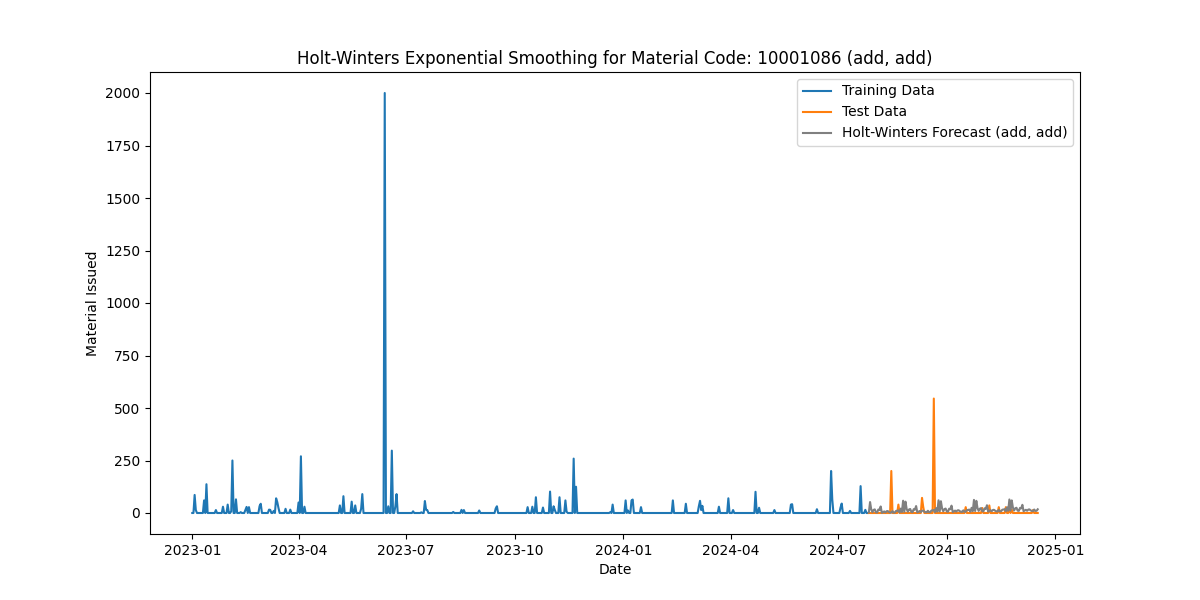 Holt-Winters Exponential Smoothing for Material Code: 10001086 (add, add)
Training Data
Test Data
Holt-Winters Forecast (add, add)
Material Issued
2000
1750
1500
1250
1000
750
500
250
0
2023-01 2023-04 2023-07 2023-10 2024-01 2024-04 2024-07 2024-10 2025-01
Date